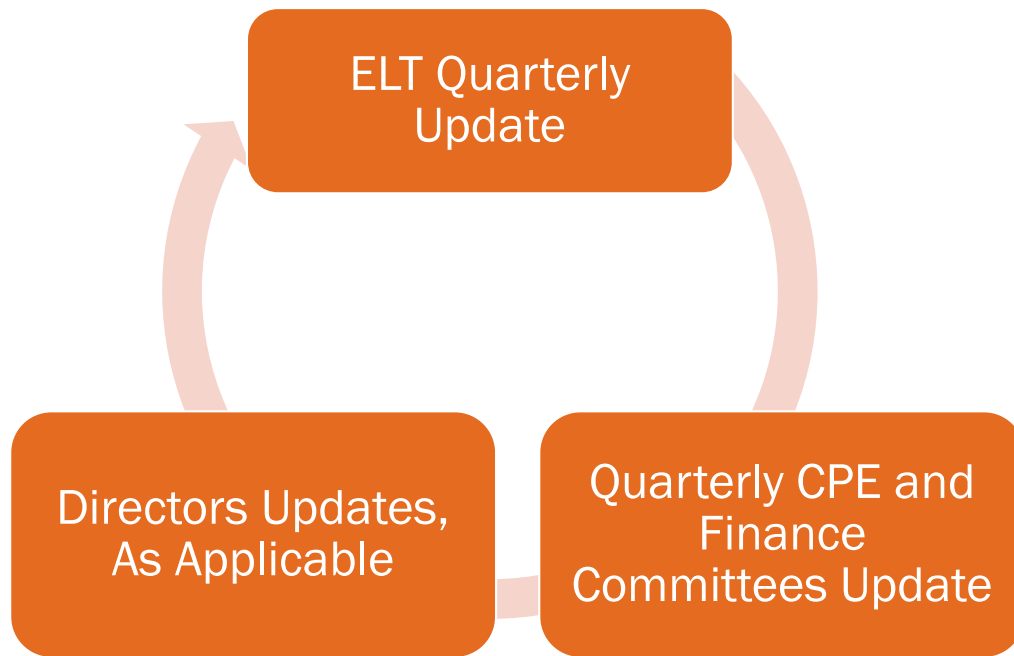 ELT Quarterly
Update
Directors Updates,
As Applicable
Quarterly CPE and
Finance
Committees Update